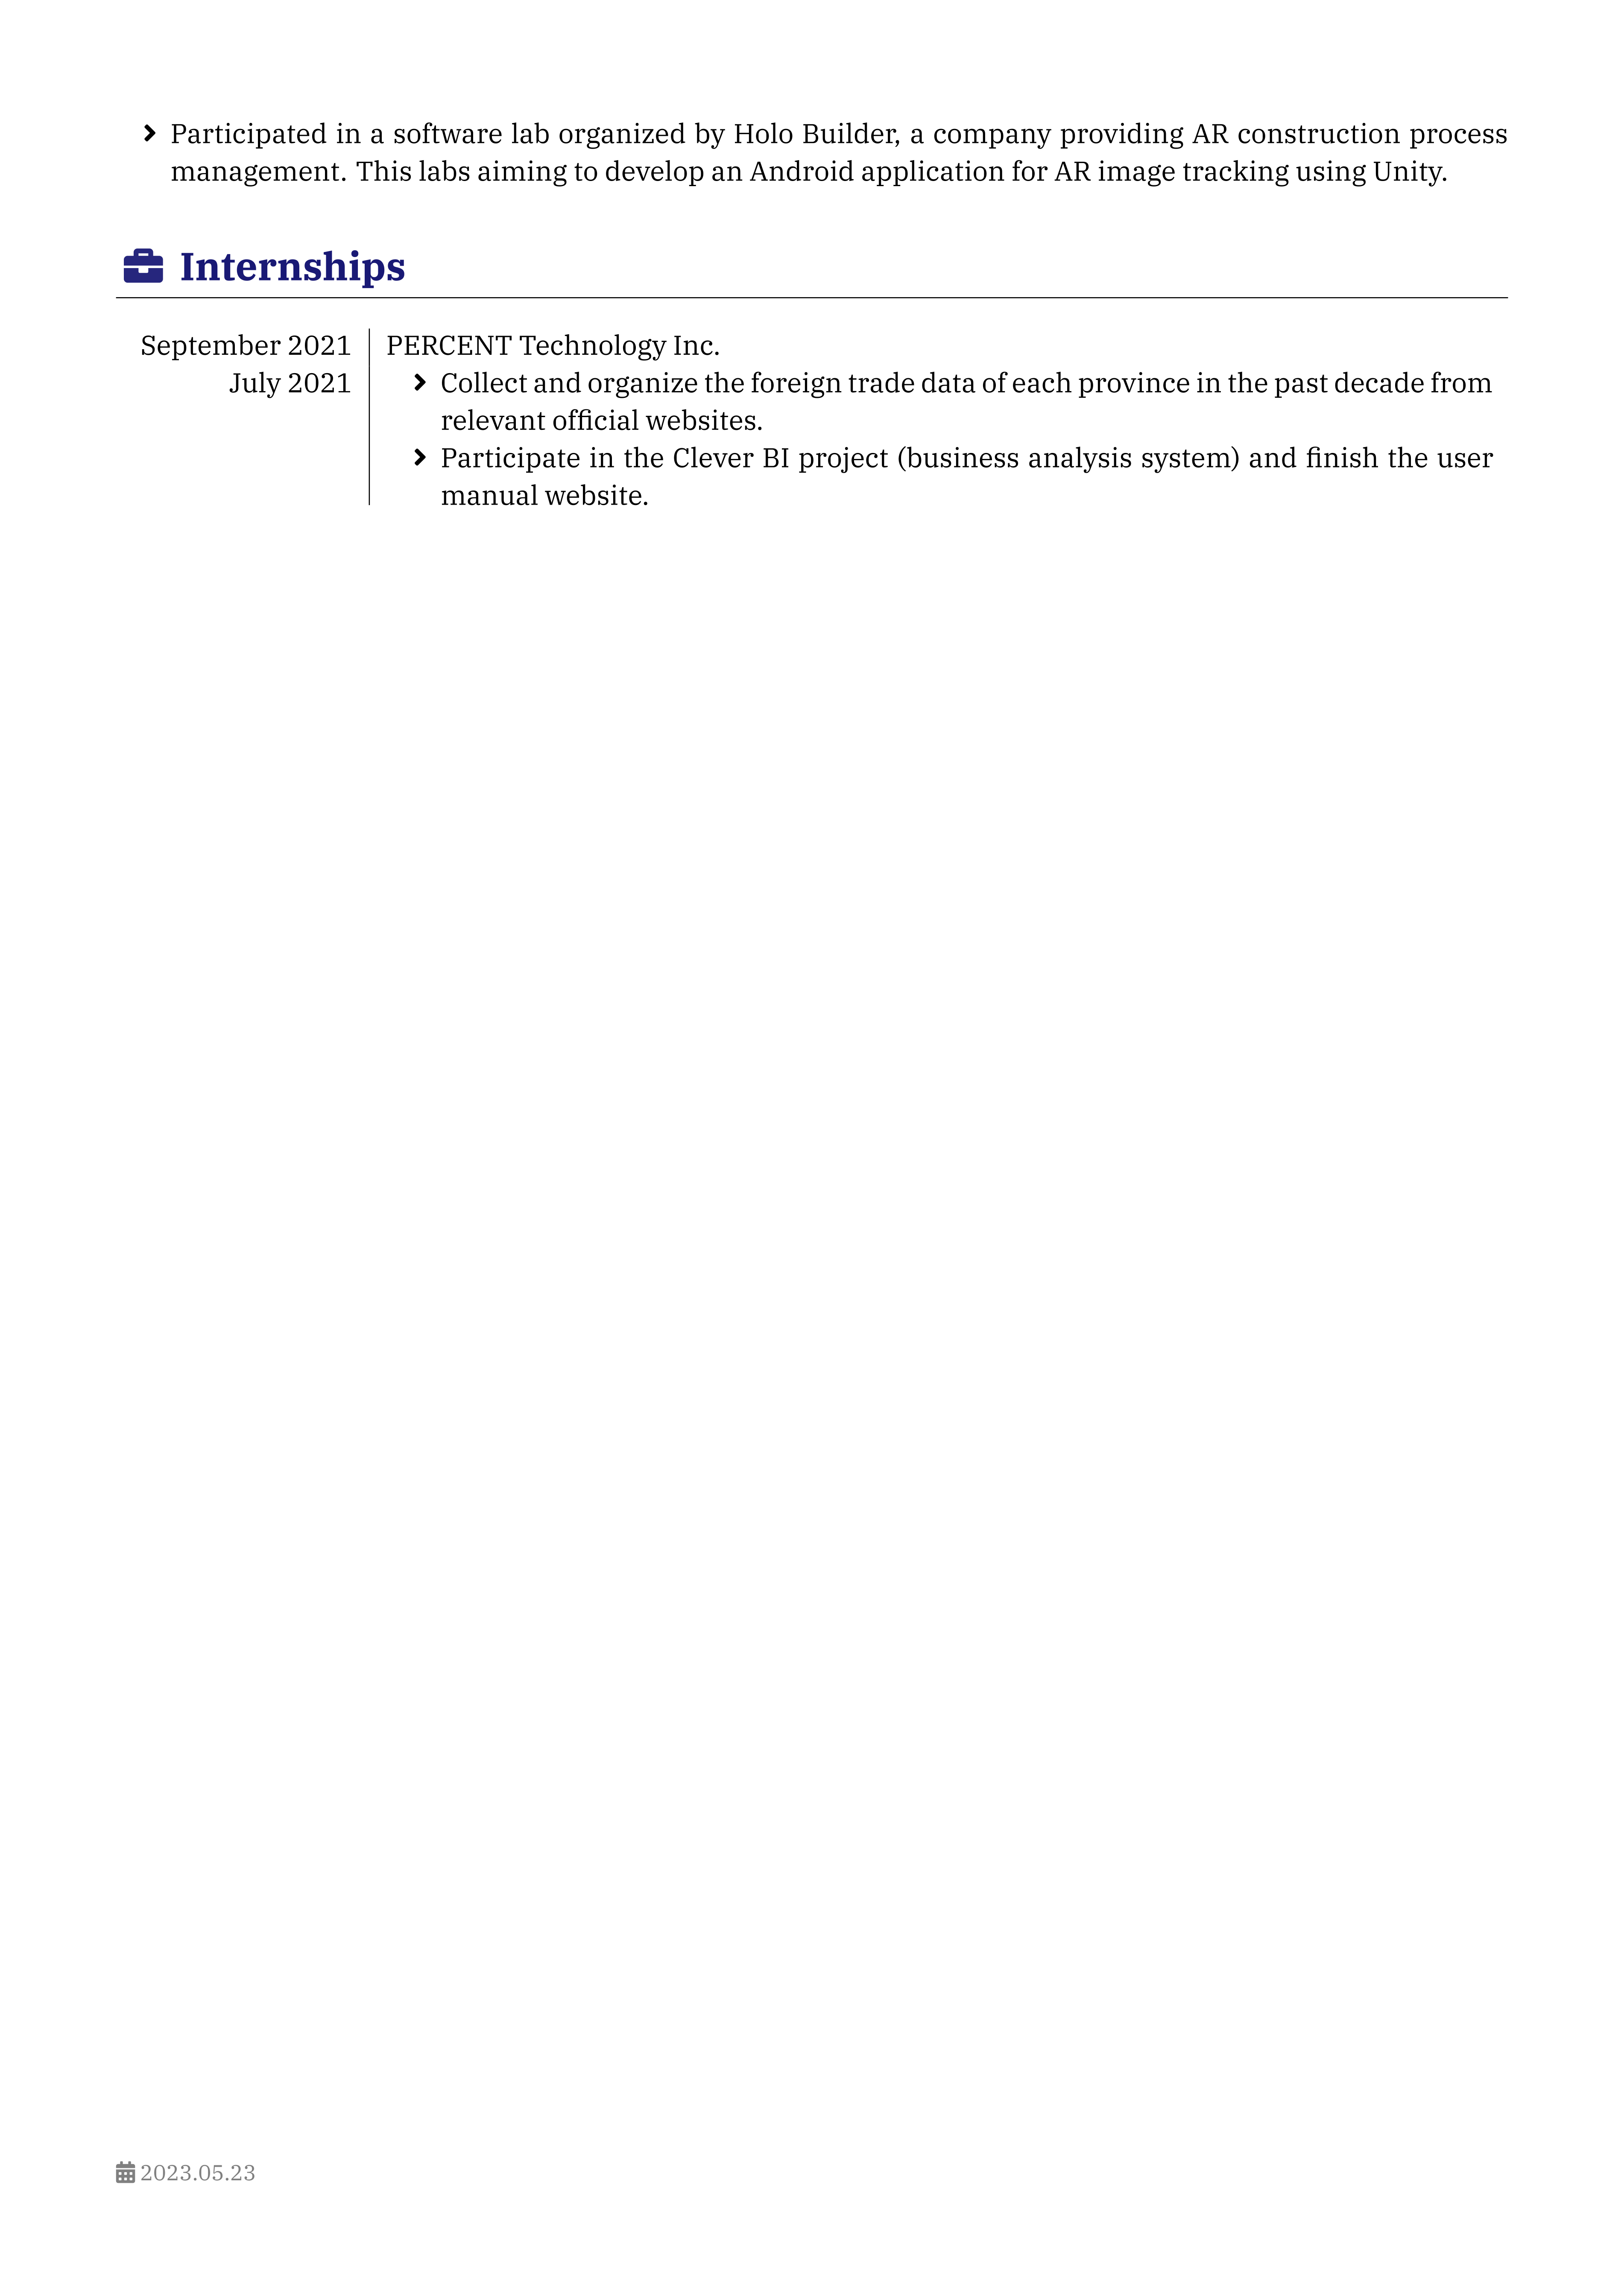 Participated in a software lab organized by Holo Builder, a company providing AR construction process
management. This labs aiming to develop an Android application for AR image tracking using Unity.
Internships
September 2021
July 2021
PERCENT Technology Inc.
Collect and organize the foreign trade data of each province in the past decade from
relevant official websites.
Participate in the Clever BI project (business analysis system) and finish the user
manual website.
2023.05.23